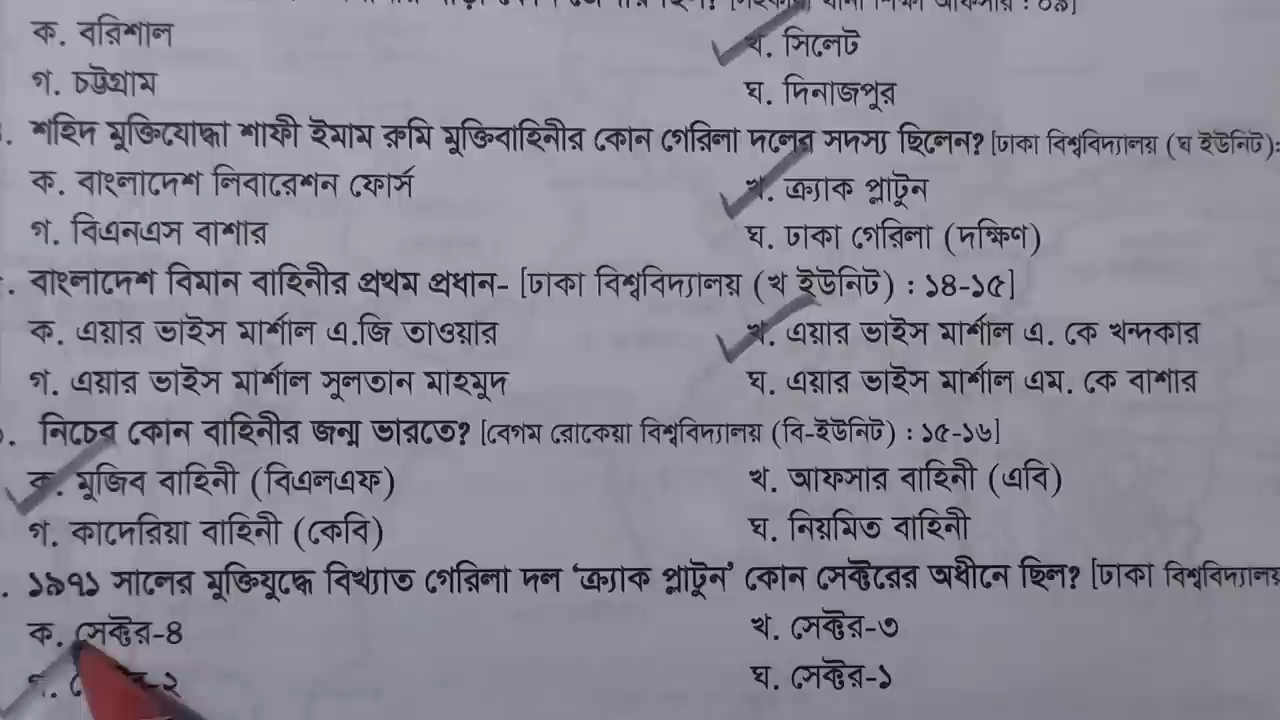 ক. বরিশাল
খ. সিলেট
গ. চট্টগ্রাম
ঘ. দিনাজপুর
. শহিদ মুক্তিযোদ্ধা শাফী ইমাম রুমি মুক্তিবাহিনীর কোন গেরিলা দলের সদস্য ছিলেন? [ঢাকা বিশ্ববিদ্যালয় (ঘ ইউনিট):
ক. বাংলাদেশ লিবারেশন ফোর্স
খ. ক্র্যাক প্লাটুন
গ. বিএনএস বাশার
ঘ. ঢাকা গেরিলা (দক্ষিণ)
. বাংলাদেশ বিমান বাহিনীর প্রথম প্রধান- [ঢাকা বিশ্ববিদ্যালয় (খ ইউনিট) : ১৪-১৫]
ক. এয়ার ভাইস মার্শাল এ.জি তাওয়ার
খ. এয়ার ভাইস মার্শাল এ. কে খন্দকার
গ. এয়ার ভাইস মার্শাল সুলতান মাহমুদ
ঘ. এয়ার ভাইস মার্শাল এম. কে বাশার
. নিচের কোন বাহিনীর জন্ম ভারতে? [বেগম রোকেয়া বিশ্ববিদ্যালয় (বি-ইউনিট) : ১৫-১৬]
ক. মুজিব বাহিনী (বিএলএফ)
খ. আফসার বাহিনী (এবি)
গ. কাদেরিয়া বাহিনী (কেবি)
ঘ. নিয়মিত বাহিনী
. ১৯৭১ সালের মুক্তিযুদ্ধে বিখ্যাত গেরিলা দল ‘ক্র্যাক প্লাটুন’ কোন সেক্টরের অধীনে ছিল? [ঢাকা বিশ্ববিদ্যালয়
ক. সেক্টর-4
খ. সেক্টর-৩
ঘ. সেক্টর-১